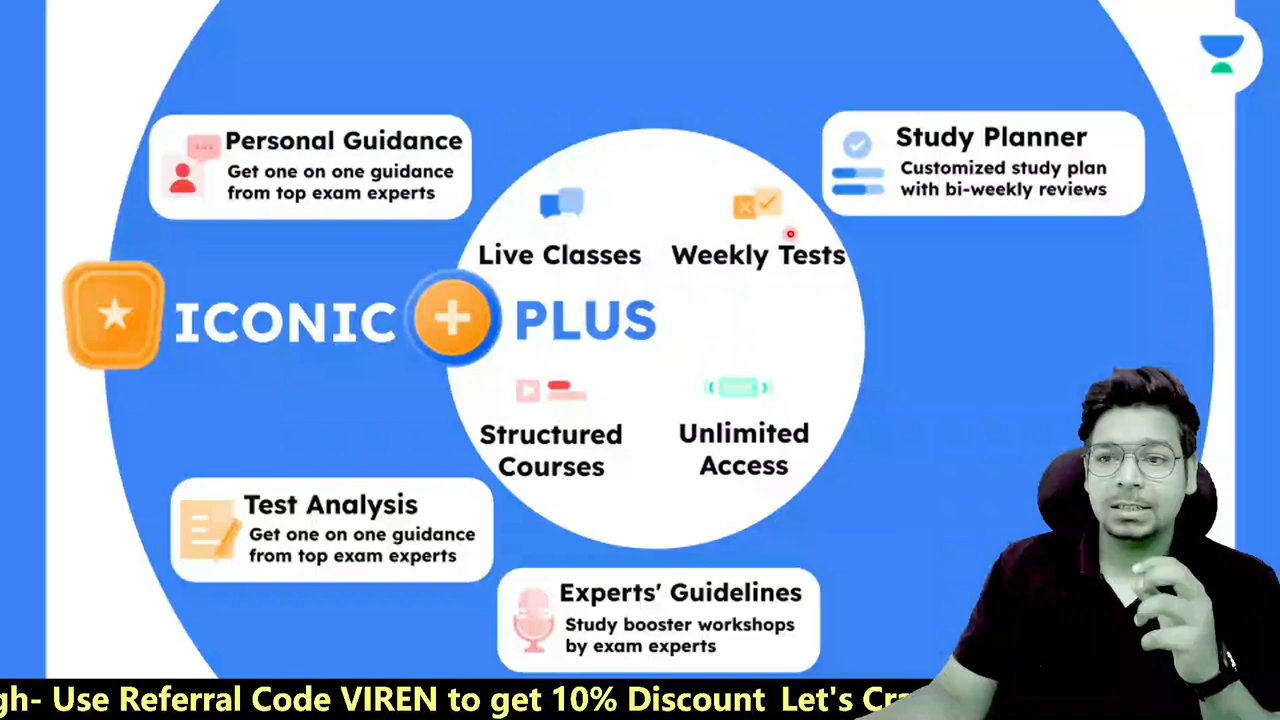 Personal Guidance
Get one on one guidance
from top exam experts
Study Planner
Customized study plan
with bi-weekly reviews
Live Classes
Weekly Tests
ICONIC
PLUS
Structured
Courses
Unlimited
Access
Test Analysis
Get one on one guidance
from top exam experts
Experts' Guidelines
Study booster workshops
by exam experts
Use Referral Code VIREN to get 10% Discount Let's